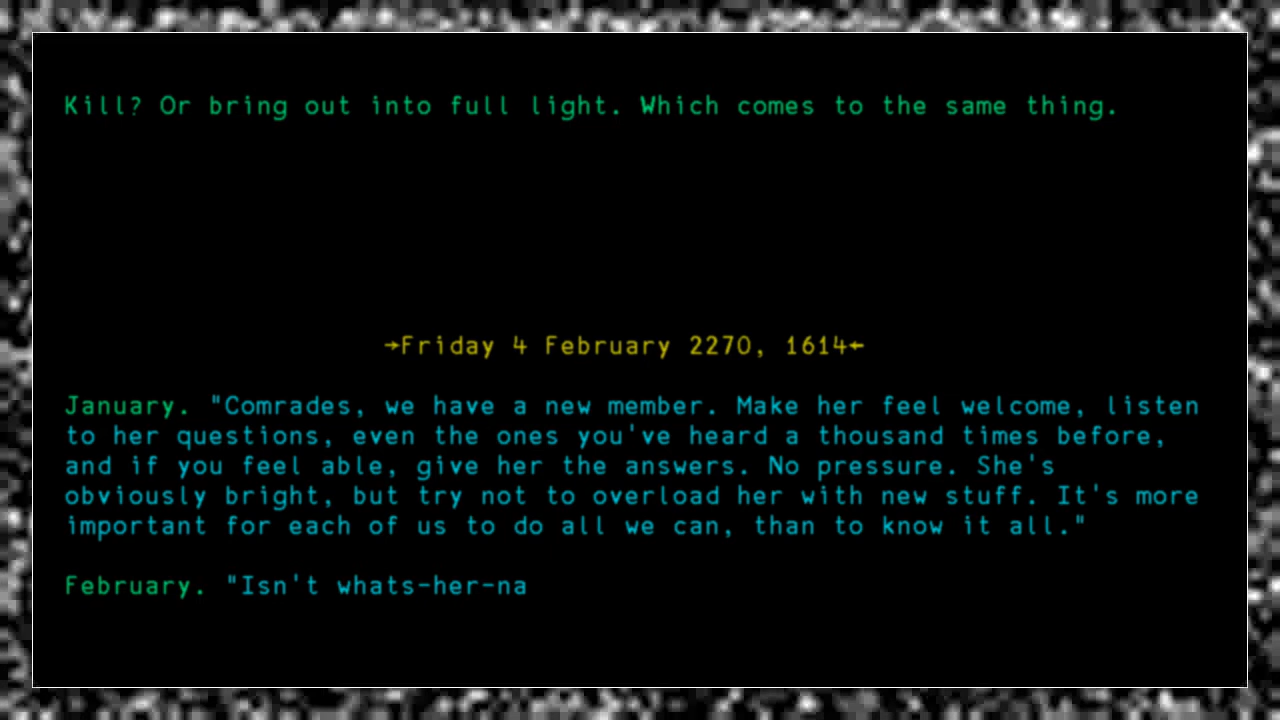 Kill? Or bring out into full light. Which comes to the same thing.
→Friday 4 February 2270, 1614←
January. "Comrades, we have a new member. Make her feel welcome, listen
to her questions, even the ones you've heard a thousand times before,
and if you feel able, give her the answers. No pressure. She's
obviously bright, but try not to overload her with new stuff. It's more
important for each of us to do all we can, than to know it all."
February. "Isn't whats-her-na